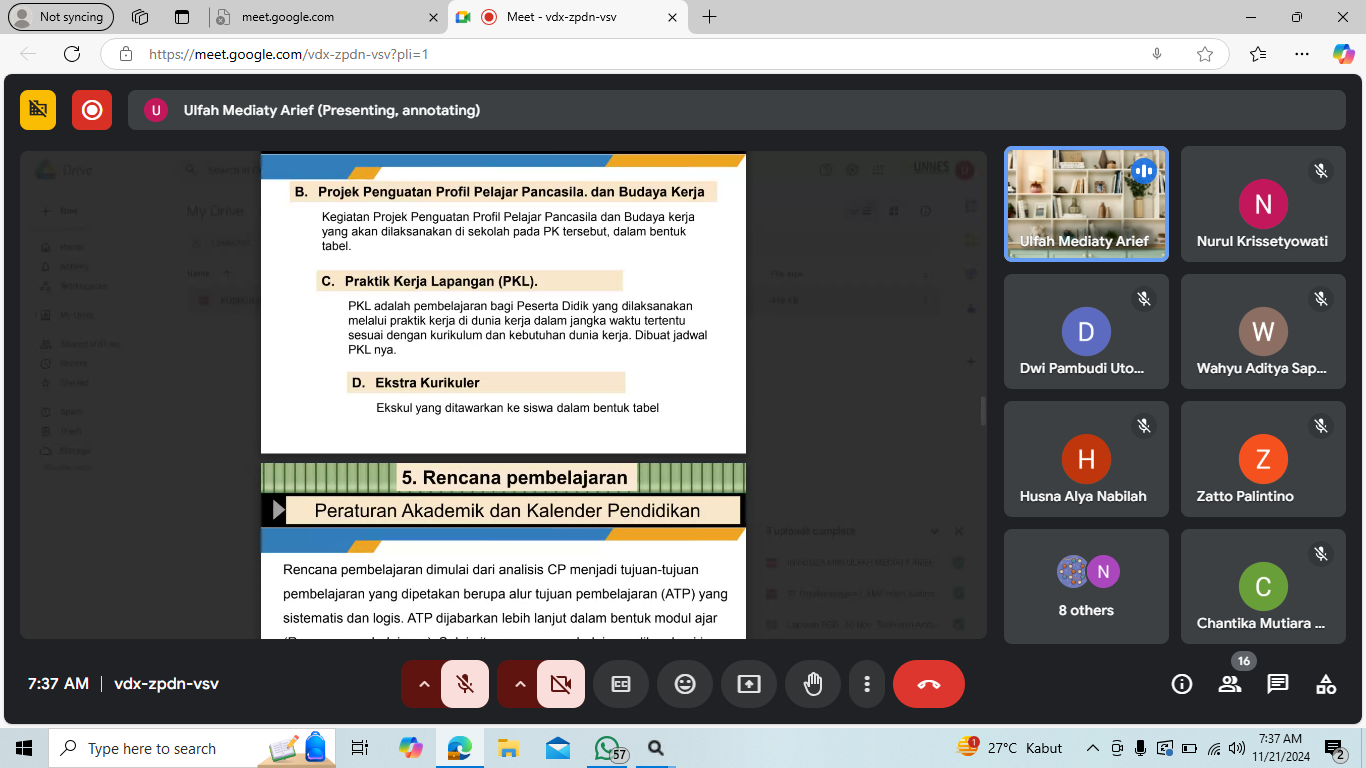 Not syncing
meet.google.com
Meet - vdx-zpdn-vsv
https://meet.google.com/vdx-zpdn-vsv?pli=1
U
Ulfah Mediaty Arief (Presenting, annotating)
Drive
UNNES
My Drive
B. Projek Penguatan Profil Pelajar Pancasila. dan Budaya Kerja
Kegiatan Projek Penguatan Profil Pelajar Pancasila dan Budaya kerja
yang akan dilaksanakan di sekolah pada PK tersebut, dalam bentuk
tabel.
C. Praktik Kerja Lapangan (PKL).
PKL adalah pembelajaran bagi Peserta Didik yang dilaksanakan
melalui praktik kerja di dunia kerja dalam jangka waktu tertentu
sesuai dengan kurikulum dan kebutuhan dunia kerja. Dibuat jadwal
PKL nya.
D. Ekstra Kurikuler
Ekskul yang ditawarkan ke siswa dalam bentuk tabel
5. Rencana pembelajaran
Peraturan Akademik dan Kalender Pendidikan
Rencana pembelajaran dimulai dari analisis CP menjadi tujuan-tujuan
pembelajaran yang dipetakan berupa alur tujuan pembelajaran (ATP) yang
sistematis dan logis. ATP dijabarkan lebih lanjut dalam bentuk modul ajar
Ulfah Mediaty Arief
N
Nurul Krissetyowati
D
Dwi Pambudi Uto...
W
Wahyu Aditya Sap...
H
Husna Alya Nabilah
Z
Zatto Palintino
N
8 others
C
Chantika Mutiara ...
7:37 AM | vdx-zpdn-vsv
16
Type here to search
57
1
27°C Kabut
7:37 AM
11/21/2024
2